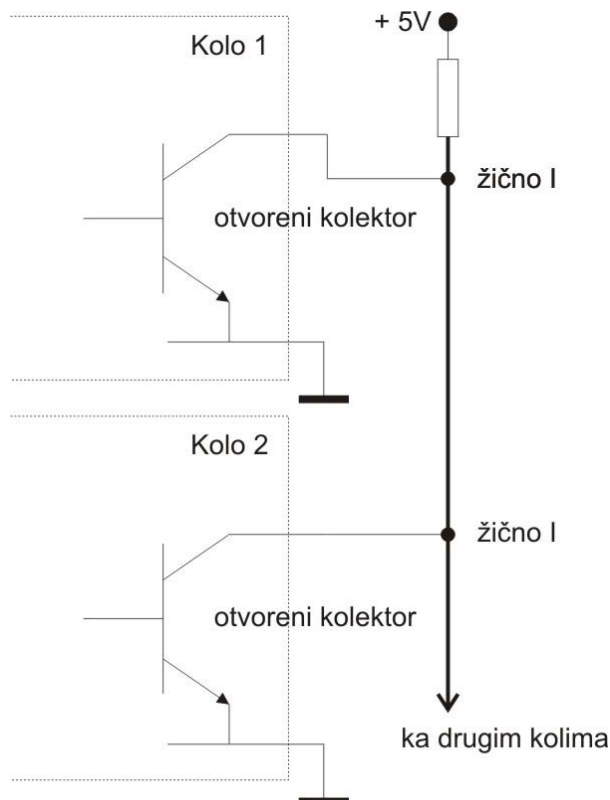 + 5V
Kolo 1
žično I
otvoreni kolektor
Kolo 2
žično I
otvoreni kolektor
ka drugim kolima